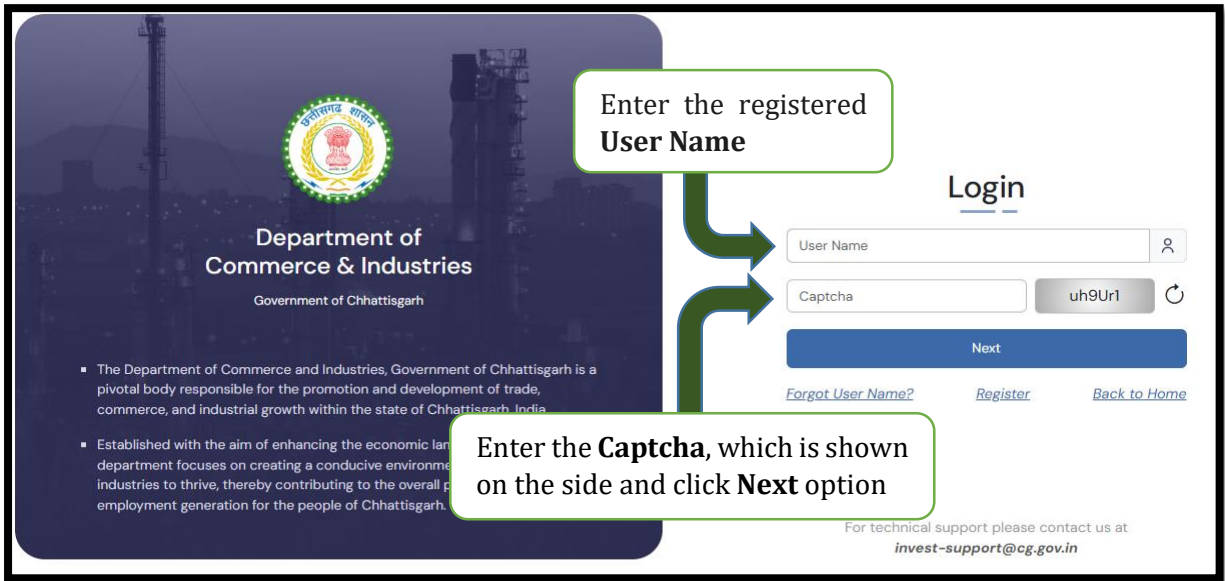 छत्तीसगढ़ शासन
Department of
Commerce & Industries
Government of Chhattisgarh
▪ The Department of Commerce and Industries, Government of Chhattisgarh is a
pivotal body responsible for the promotion and development of trade,
commerce, and industrial growth within the state of Chhattisgarh, India
▪ Established with the aim of enhancing the economic lan
department focuses on creating a conducive environme
industries to thrive, thereby contributing to the overall p
employment generation for the people of Chhattisgarh.
Enter the registered
User Name
Login
User Name
Captcha uh9Ur1
Next
Forgot User Name? Register Back to Home
Enter the Captcha, which is shown
on the side and click Next option
For technical support please contact us at
invest-support@cg.gov.in